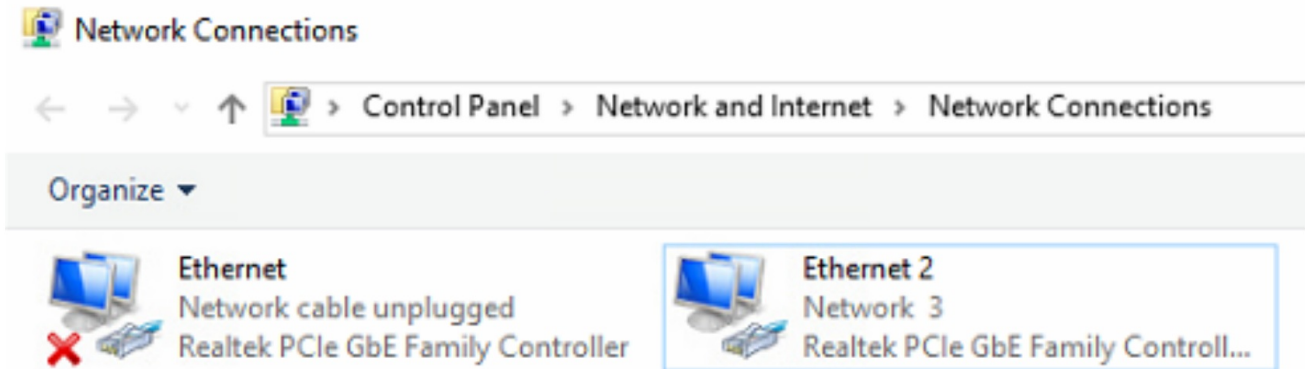 Network Connections
Control Panel > Network and Internet > Network Connections
Organize
Ethernet
Network cable unplugged
Realtek PCIe GbE Family Controller
Ethernet 2
Network 3
Realtek PCIe GbE Family Controll...